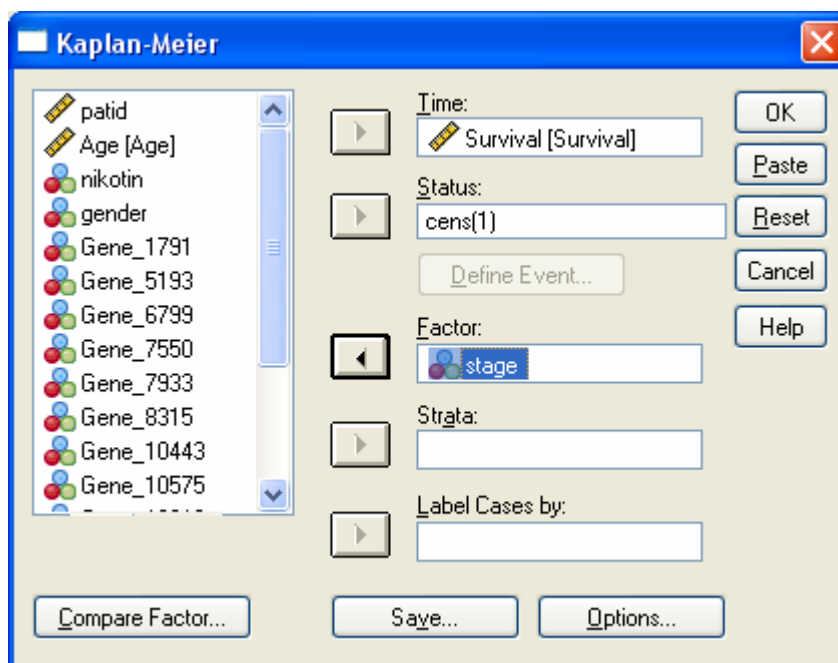 Kaplan-Meier
patid
Age [Age]
nikotin
gender
Gene_1791
Gene_5193
Gene_6799
Gene_7550
Gene_7933
Gene_8315
Gene_10443
Gene_10575
Time:
Survival [Survival]
Status:
cens(1)
Define Event...
Factor:
stage
Strata:
Label Cases by:
OK
Paste
Reset
Cancel
Help
Compare Factor...
Save...
Options...